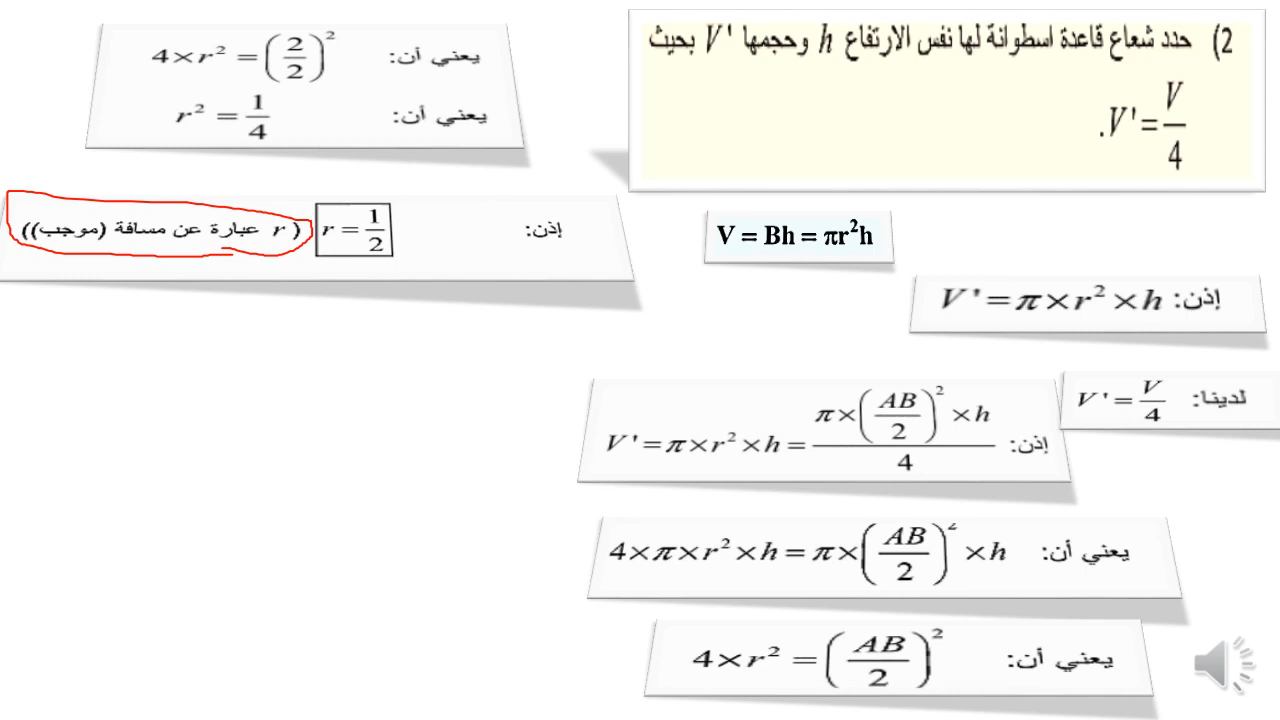 2) حدد شعاع قاعدة اسطوانة لها نفس الارتفاع h وحجمها V' بحيث
V' = V/4.
V = Bh = πr²h
إذن: V' = π × r² × h
لدينا: V' = V/4
إذن: V' = π × r² × h = (π × (AB/2)² × h)/4
يعني أن: 4 × π × r² × h = π × (AB/2)² × h
يعني أن: 4 × r² = (AB/2)²
يعني أن: 4 × r² = (2/2)²
يعني أن: r² = 1/4
إذن: r = 1/2 ( r عبارة عن مسافة (موجب))